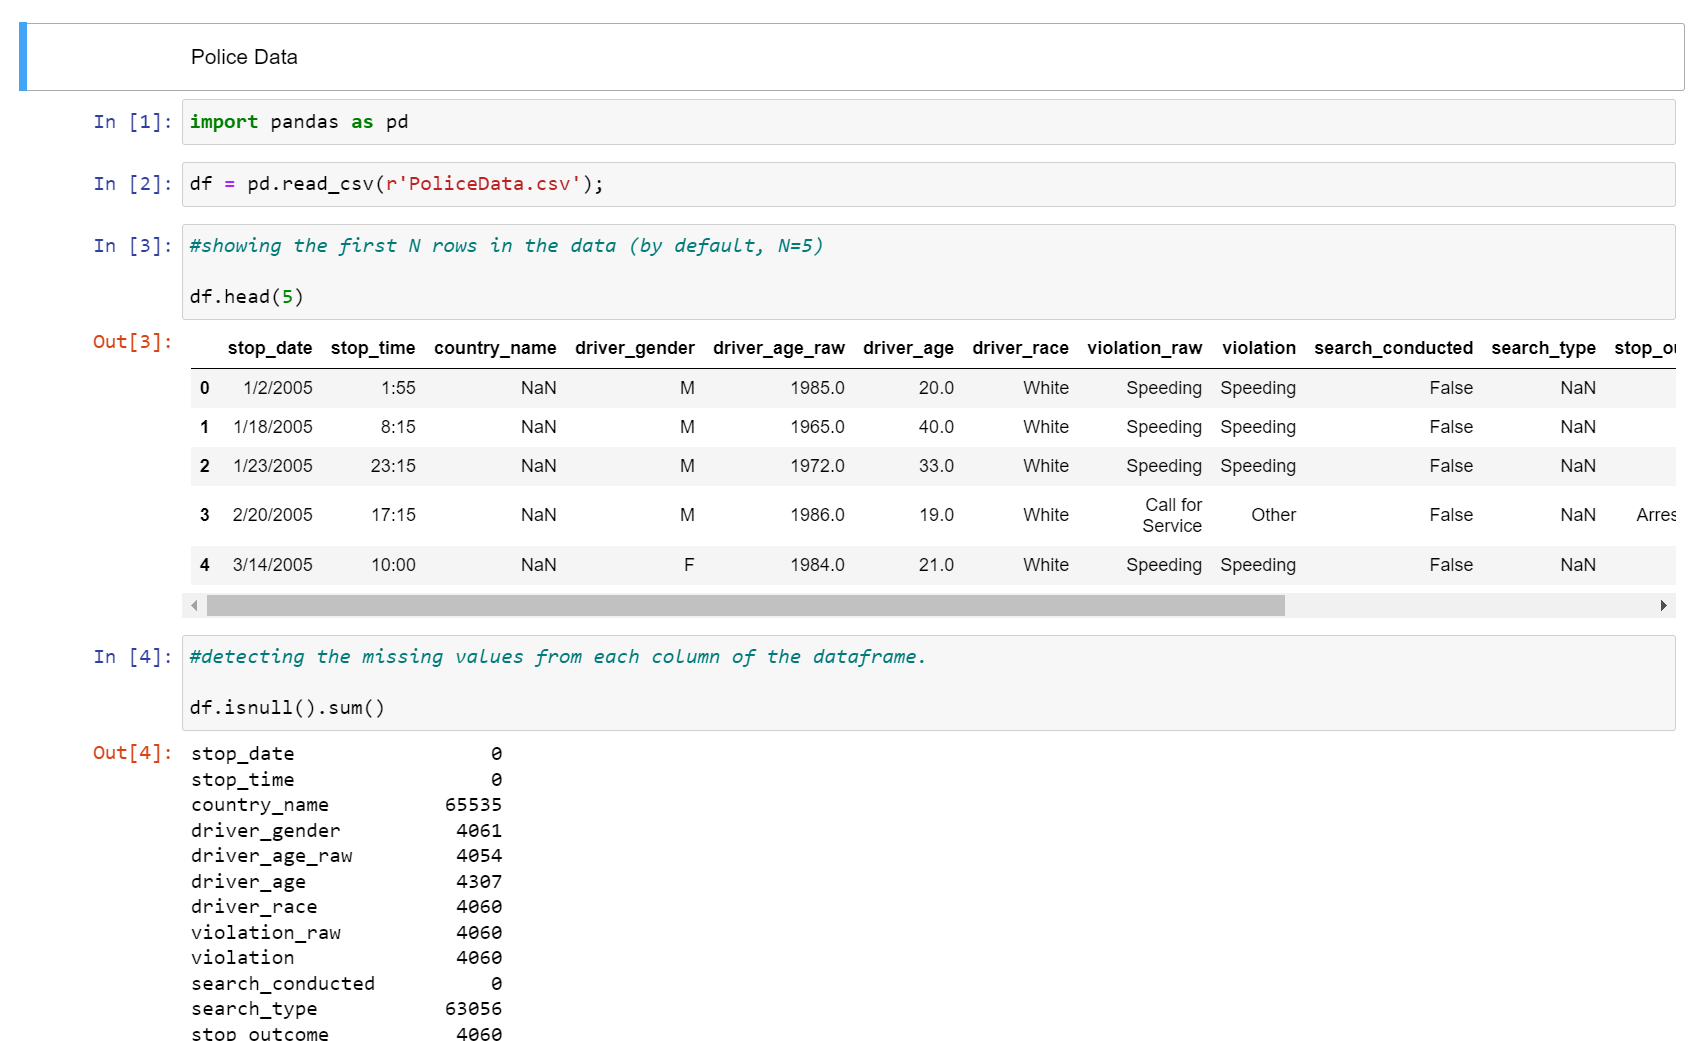 Police Data
In [1]: import pandas as pd
In [2]: df = pd.read_csv(r'PoliceData.csv');
In [3]: #showing the first N rows in the data (by default, N=5)
df.head(5)
Out[3]:
stop_date stop_time country_name driver_gender driver_age_raw driver_age driver_race violation_raw violation search_conducted search_type
0 1/2/2005 1:55 NaN M 1985.0 20.0 White Speeding Speeding False NaN
1 1/18/2005 8:15 NaN M 1965.0 40.0 White Speeding Speeding False NaN
2 1/23/2005 23:15 NaN M 1972.0 33.0 White Speeding Speeding False NaN
3 2/20/2005 17:15 NaN M 1986.0 19.0 White Call for Service Other False NaN
4 3/14/2005 10:00 NaN F 1984.0 21.0 White Speeding Speeding False NaN
In [4]: #detecting the missing values from each column of the dataframe.
df.isnull().sum()
Out[4]: stop_date 0
stop_time 0
country_name 65535
driver_gender 4061
driver_age_raw 4054
driver_age 4307
driver_race 4060
violation_raw 4060
violation 4060
search_conducted 0
search_type 63056
stop_outcome 4060